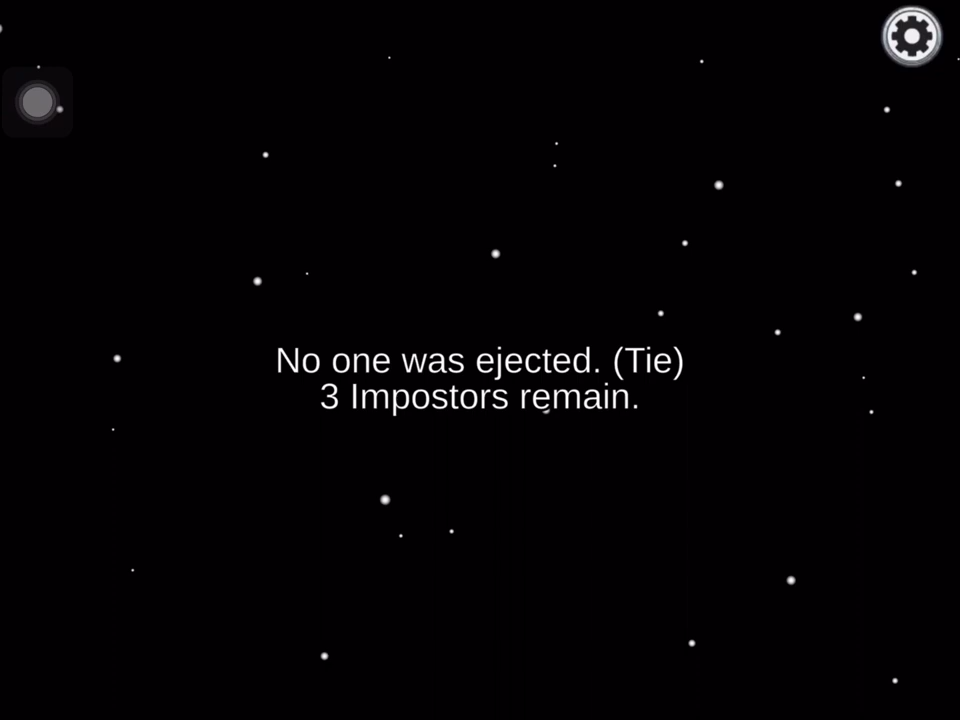 No one was ejected. (Tie)
3 Impostors remain.